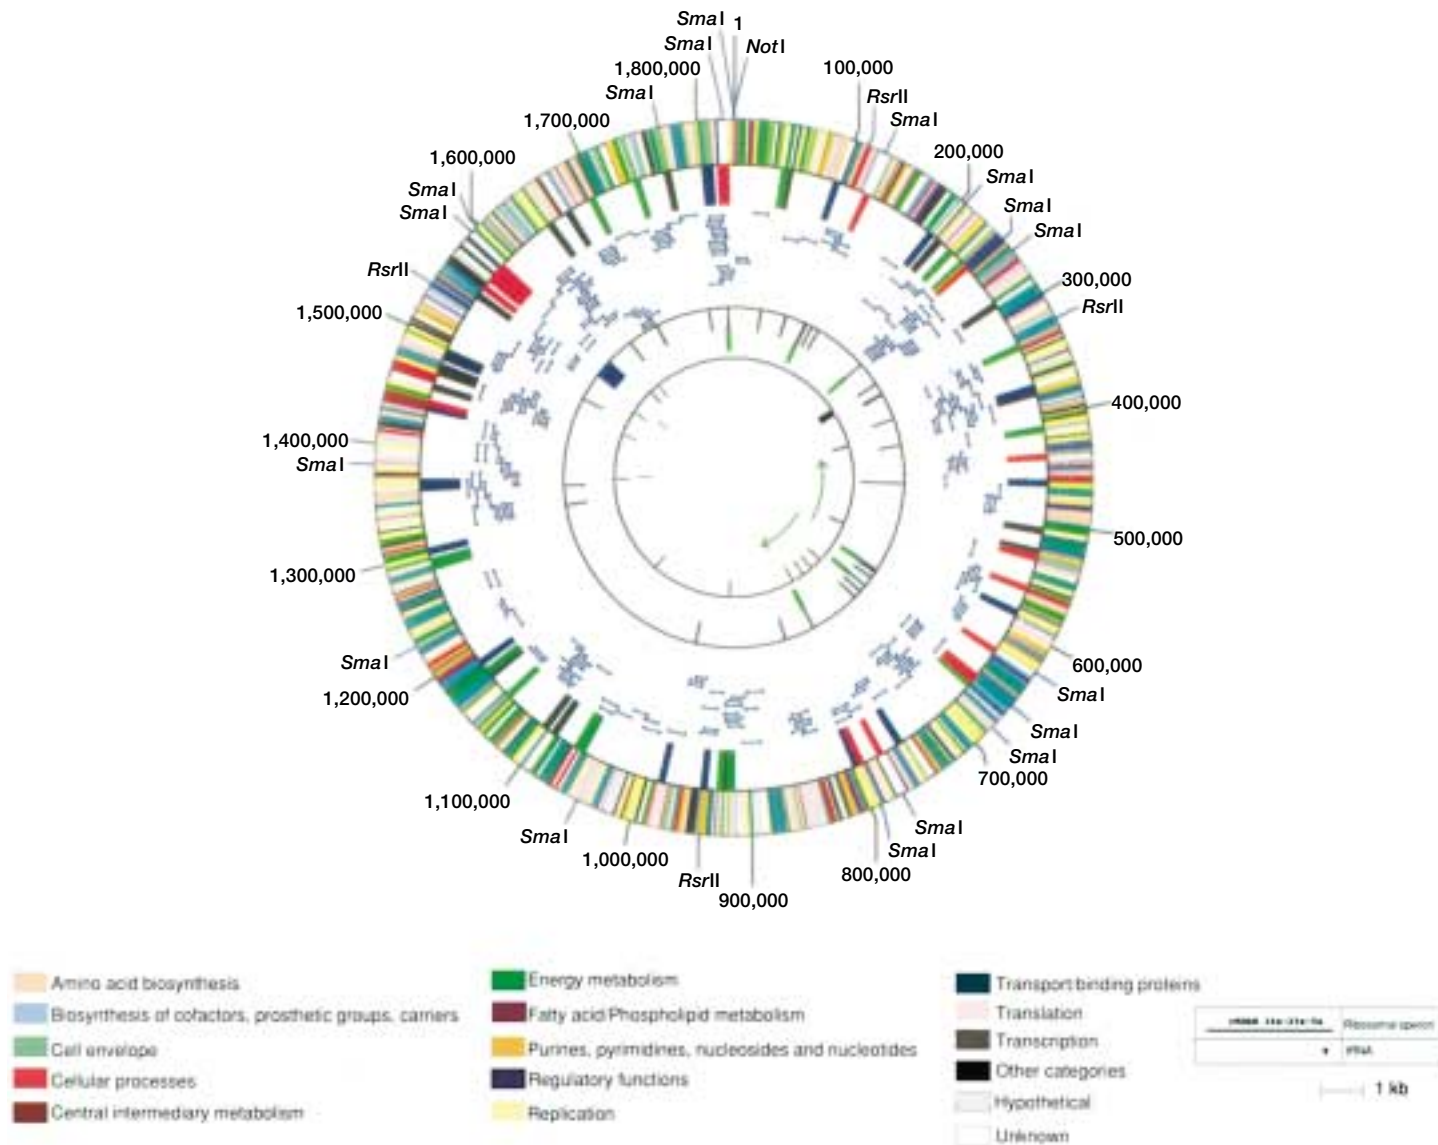 SmaI
1
SmaI
NotI
1,800,000
100,000
SmaI
RsrII
1,700,000
SmaI
1,600,000
200,000
SmaI
SmaI
SmaI
SmaI
SmaI
RsrII
300,000
1,500,000
RsrII
400,000
1,400,000
SmaI
500,000
1,300,000
SmaI
600,000
1,200,000
SmaI
SmaI
SmaI
700,000
1,100,000
SmaI
SmaI
SmaI
1,000,000
800,000
RsrII
900,000
Amino acid biosynthesis
Biosynthesis of cofactors, prosthetic groups, carriers
Cell envelope
Cellular processes
Central intermediary metabolism
Energy metabolism
Fatty acid/Phospholipid metabolism
Purines, pyrimidines, nucleosides and nucleotides
Regulatory functions
Replication
Transport/binding proteins
Translation
Transcription
Other categories
Hypothetical
Unknown
Ribosomal operon
tRNA
1 kb